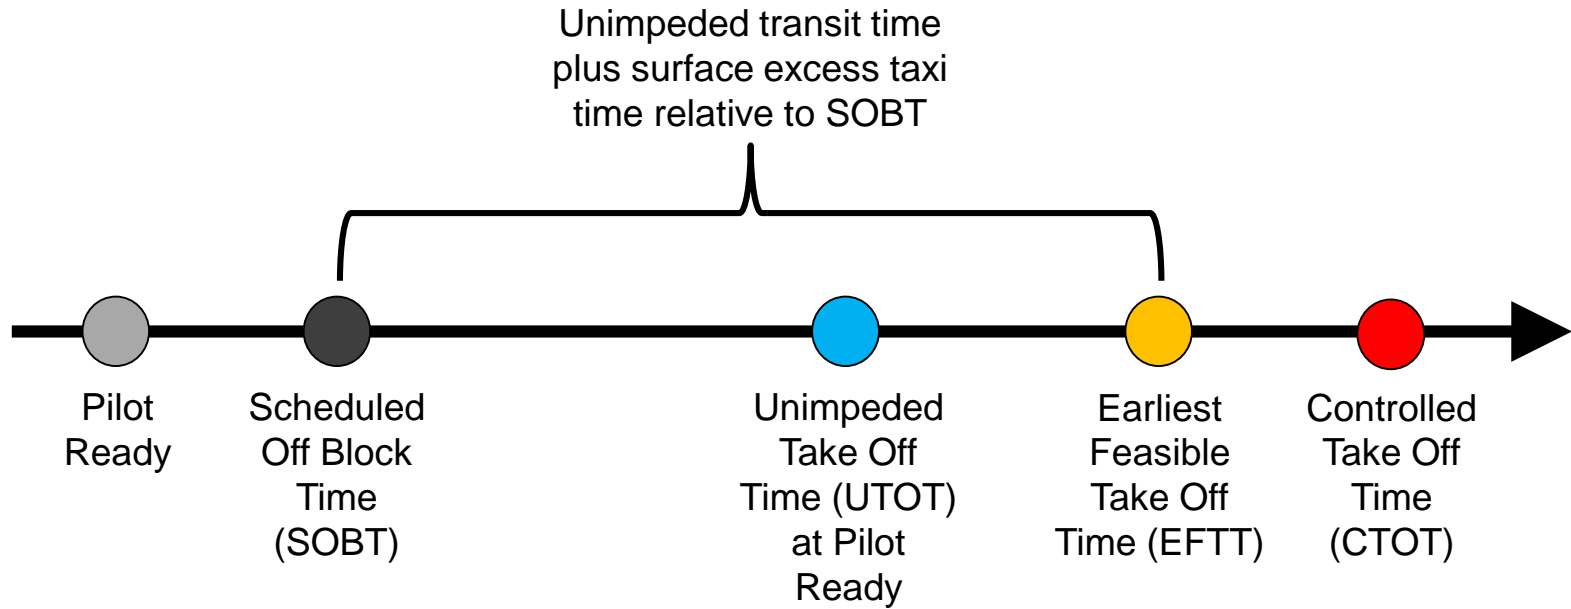 Unimpeded transit time
plus surface excess taxi
time relative to SOBT
Pilot
Ready
Scheduled
Off Block
Time
(SOBT)
Unimpeded
Take Off
Time (UTOT)
at Pilot
Ready
Earliest
Feasible
Take Off
Time (EFTT)
Controlled
Take Off
Time
(CTOT)